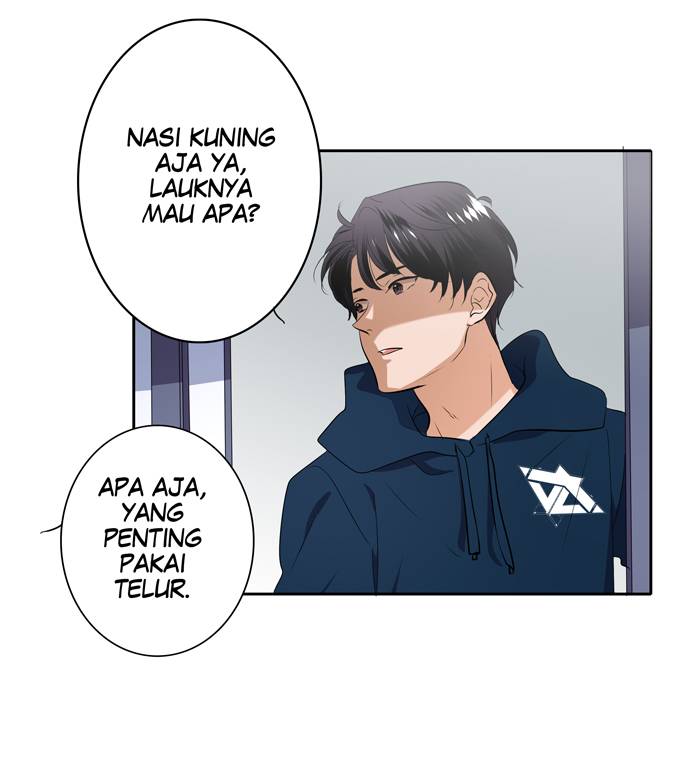 NASI KUNING
AJA YA,
LAUKNYA
MAU APA?
APA AJA,
YANG
PENTING
PAKAI
TELUR.